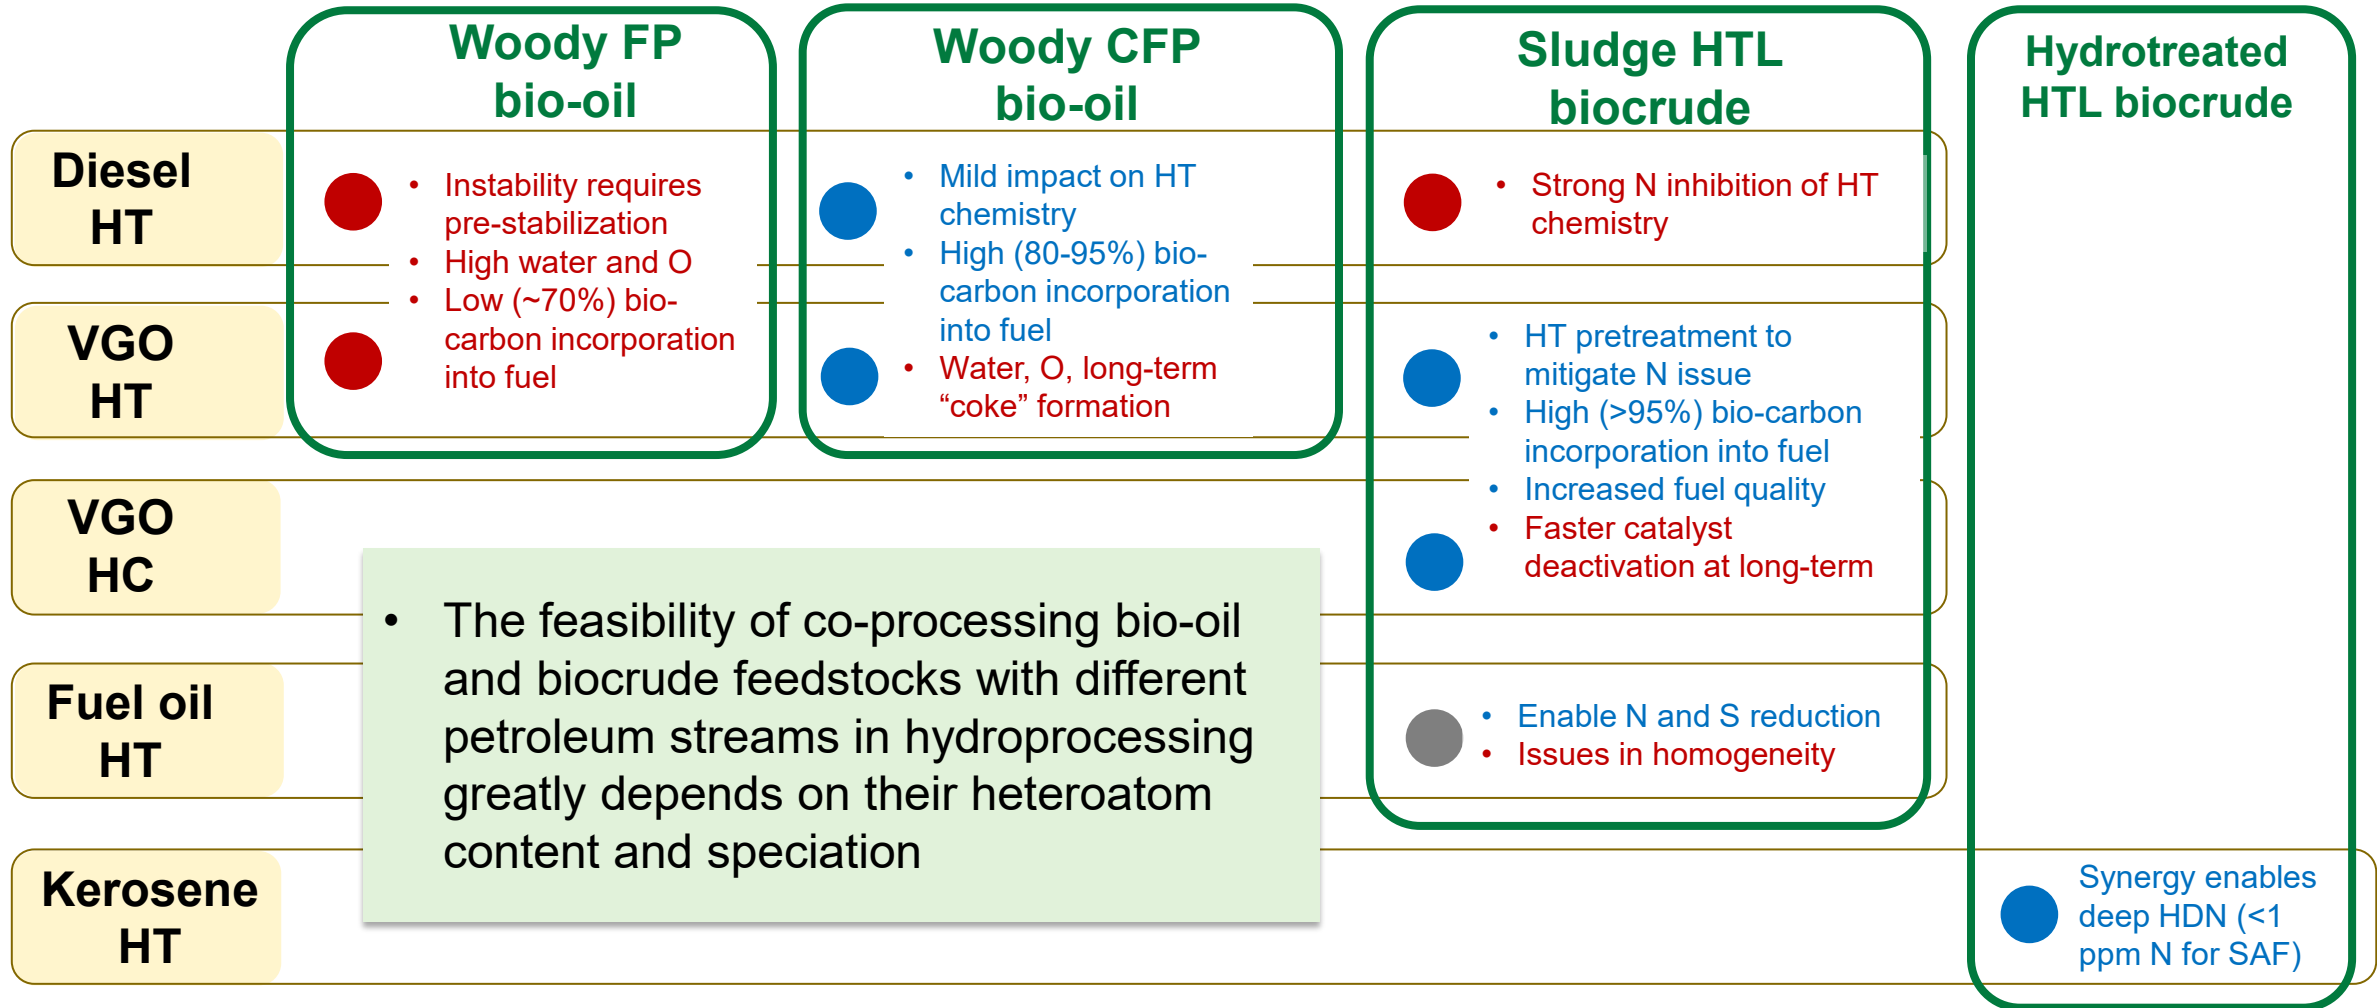 Woody FP
bio-oil
Woody CFP
bio-oil
Sludge HTL
biocrude
Hydrotreated
HTL biocrude
Diesel
HT
• Instability requires
pre-stabilization
• High water and O
• Low (~70%) bio-
carbon incorporation
into fuel
• Mild impact on HT
chemistry
• High (80-95%) bio-
carbon incorporation
into fuel
• Water, O, long-term
“coke” formation
• Strong N inhibition of HT
chemistry
VGO
HT
• HT pretreatment to
mitigate N issue
• High (>95%) bio-carbon
incorporation into fuel
• Increased fuel quality
• Faster catalyst
deactivation at long-term
VGO
HC
• The feasibility of co-processing bio-oil
and biocrude feedstocks with different
petroleum streams in hydroprocessing
greatly depends on their heteroatom
content and speciation
Fuel oil
HT
• Enable N and S reduction
• Issues in homogeneity
Kerosene
HT
Synergy enables
deep HDN (<1
ppm N for SAF)